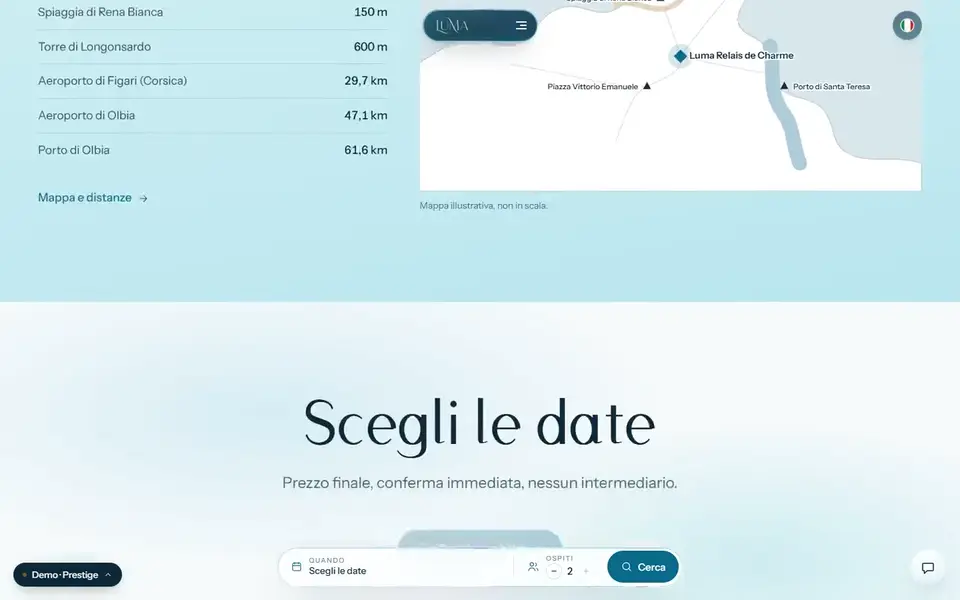 Spiaggia di Rena Bianca 150 m
Torre di Longonsardo 600 m
Aeroporto di Figari (Corsica) 29,7 km
Aeroporto di Olbia 47,1 km
Porto di Olbia 61,6 km
Mappa e distanze →
LUMA
Luma Relais de Charme
Piazza Vittorio Emanuele
Porto di Santa Teresa
Mappa illustrativa, non in scala.
Scegli le date
Prezzo finale, conferma immediata, nessun intermediario.
QUANDO
Scegli le date
OSPITI
− 2 +
Cerca
Demo · Prestige